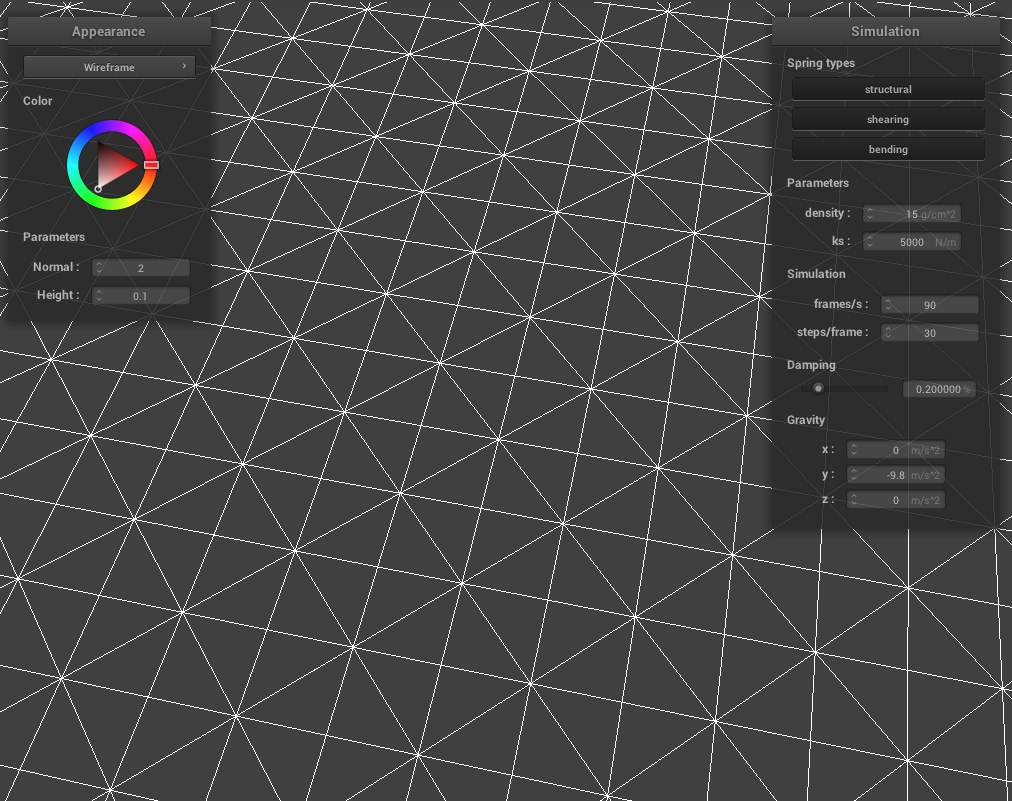 Appearance
Wireframe
Color
Parameters
Normal : 2
Height : 0.1
Simulation
Spring types
structural
shearing
bending
Parameters
density : 15 g/cm^2
ks : 5000 N/m
Simulation
frames/s : 90
steps/frame : 30
Damping
0.200000 %
Gravity
x : 0 m/s^2
y : -9.8 m/s^2
z : 0 m/s^2